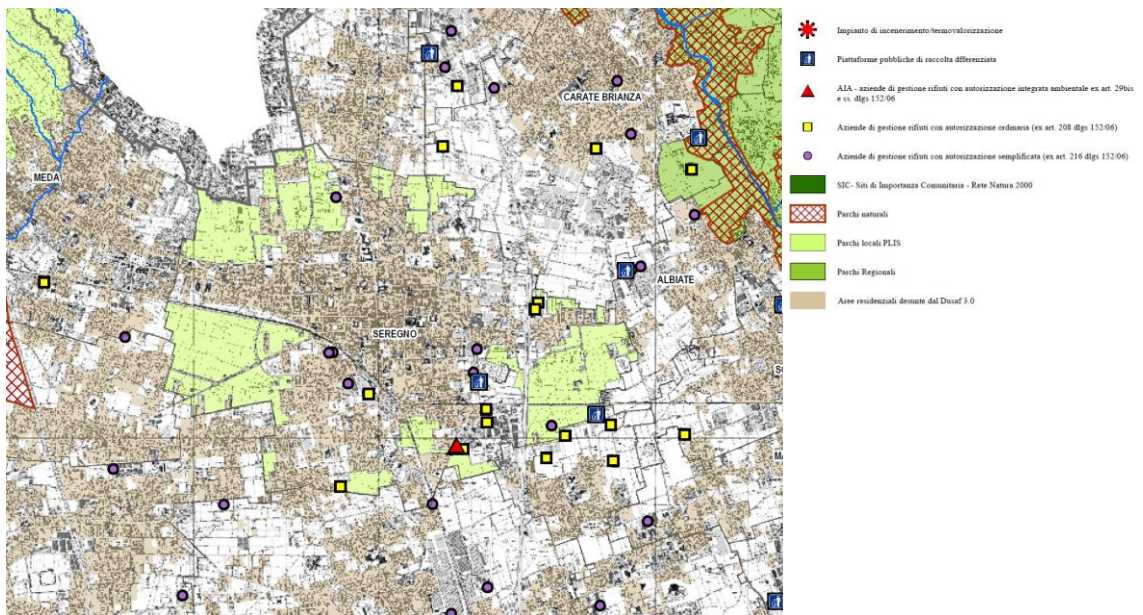 CARATE BRIANZA
MEDA
ALBIATE
SEREGNO
Impianto di incenerimento/termovalorizzazione
Piattaforme pubbliche di raccolta dfferenziata
AIA - aziende di gestione rifiuti con autorizzazione integrata ambientale ex art. 29bis
e ss. dlgs 152/06
Aziende di gestione rifiuti con autorizzazione ordinaria (ex art. 208 dlgs 152/06)
Aziende di gestione rifiuti con autorizzazione semplificata (ex art. 216 dlgs 152/06)
SIC- Siti di Importanza Comunitaria - Rete Natura 2000
Parchi naturali
Parchi locali PLIS
Parchi Regionali
Aree residenziali desunte dal Dusaf 3.0